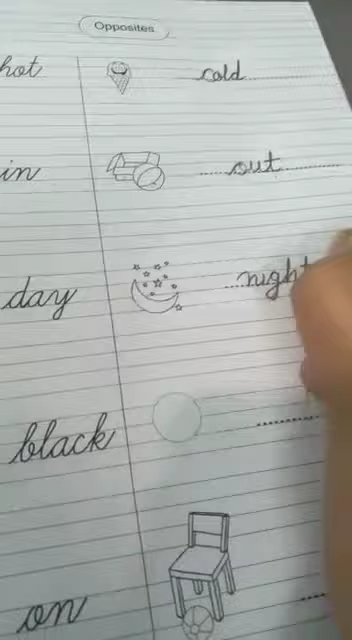 Opposites
hot cold
in out
day night
black
on